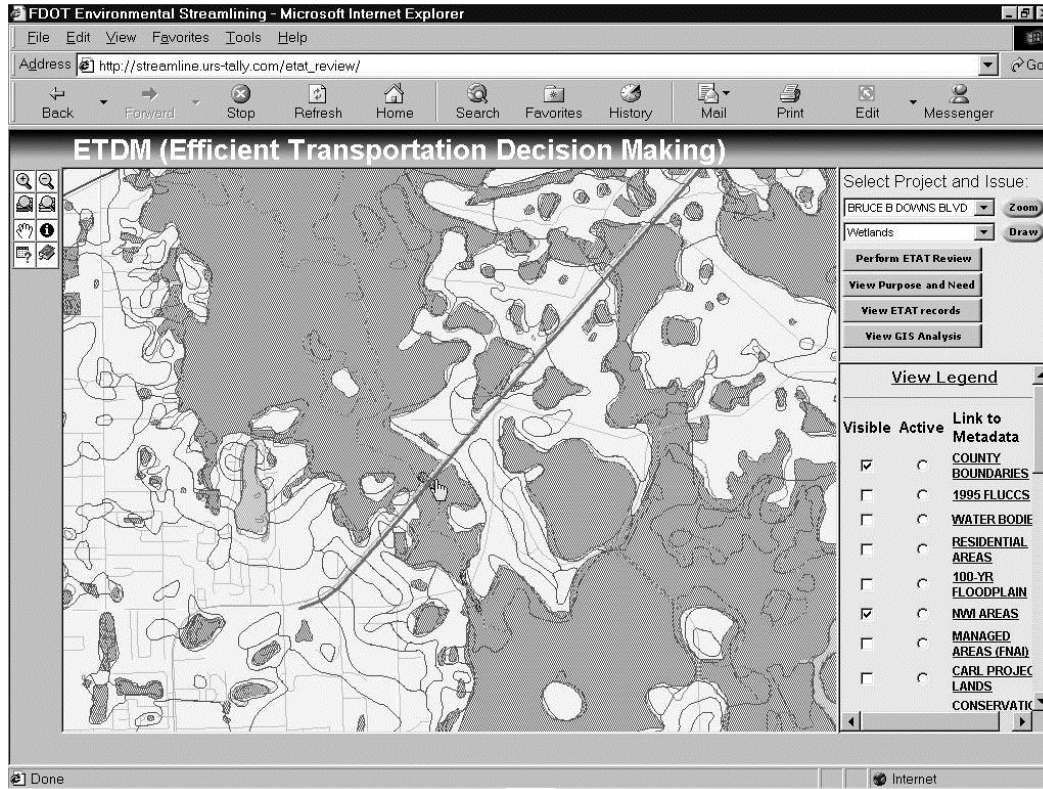 FDOT Environmental Streamlining - Microsoft Internet Explorer
File Edit View Favorites Tools Help
Address http://streamline.urs-tally.com/etat_review/ Go
Back Forward Stop Refresh Home Search Favorites History Mail Print Edit Messenger
ETDM (Efficient Transportation Decision Making)
Select Project and Issue:
BRUCE B DOWNS BLVD Zoom
Wetlands Draw
Perform ETAT Review
View Purpose and Need
View ETAT records
View GIS Analysis
View Legend
Visible Active Link to
Metadata
COUNTY
BOUNDARIES
1995 FLUCCS
WATER BODIE
RESIDENTIAL
AREAS
100-YR
FLOODPLAIN
NWI AREAS
MANAGED
AREAS (FNAI)
CARL PROJEC
LANDS
CONSERVATIO
Done Internet